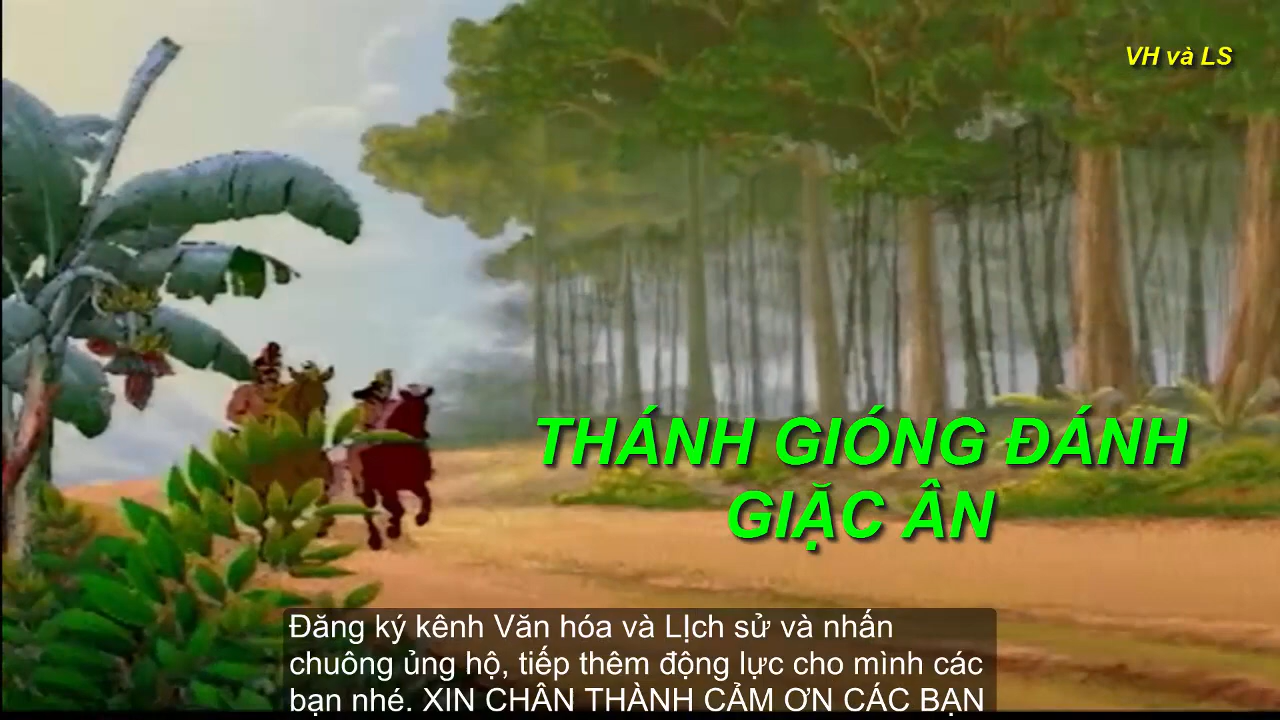 VH và LS
THÁNH GIÓNG ĐÁNH
GIẶC ÂN
Đăng ký kênh Văn hóa và LỊch sử và nhấn
chuông ủng hộ, tiếp thêm động lực cho mình các
bạn nhé. XIN CHÂN THÀNH CẢM ƠN CÁC BẠN